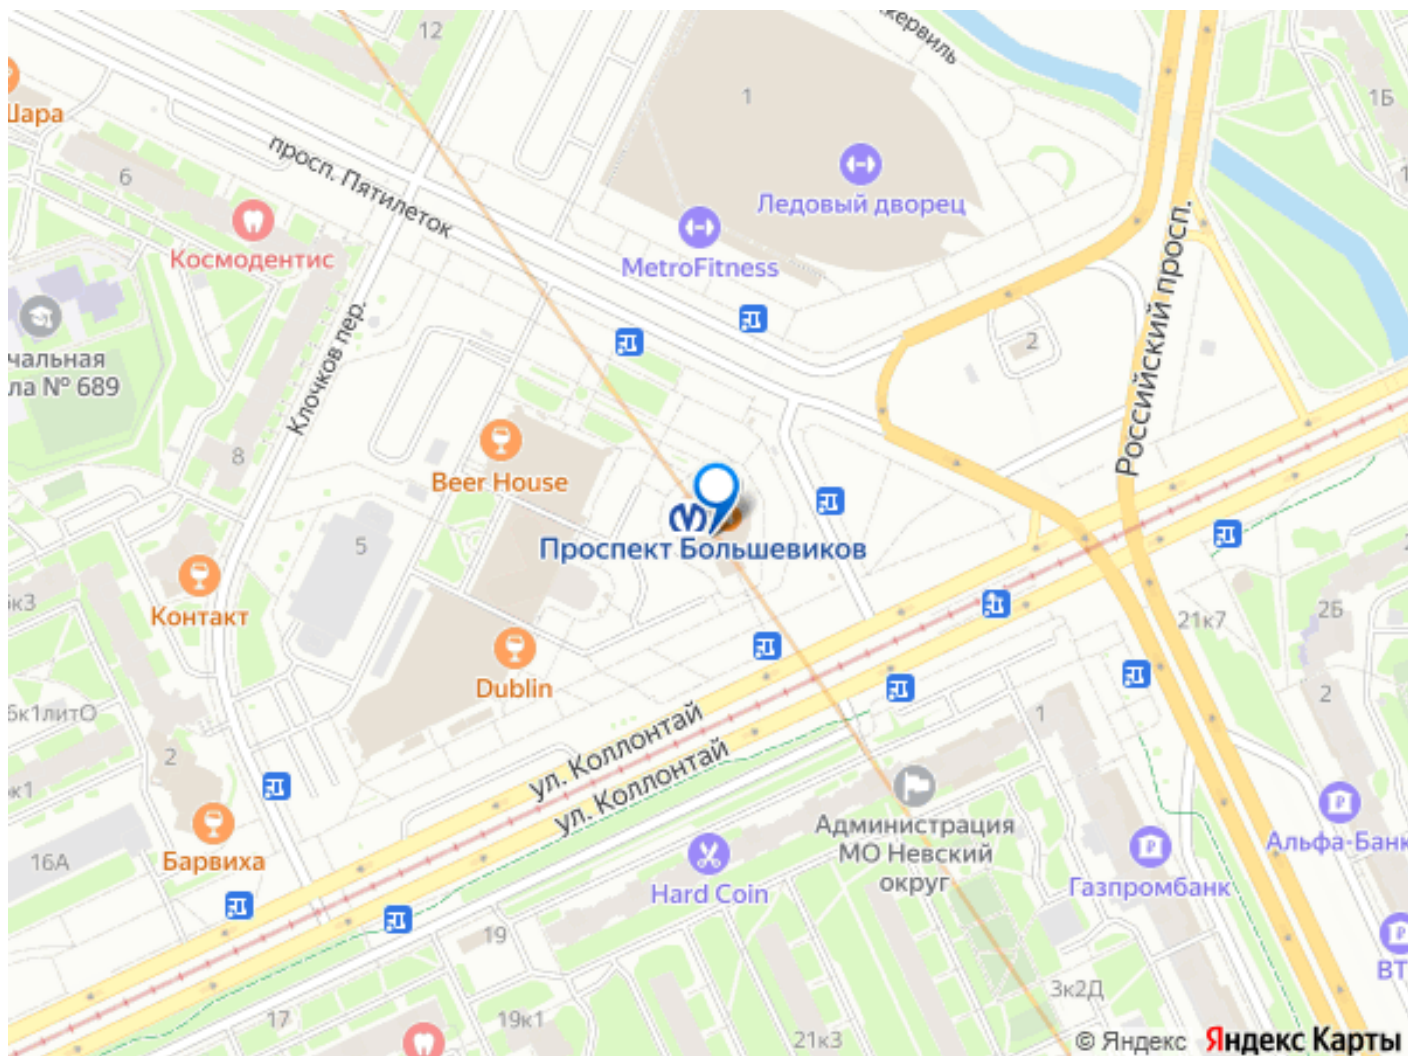 12
кервиль
1
1Б
Шара
просп. Пятилеток
6
Ледовый дворец
MetroFitness
Космодентис
Российский просп.
чальная
ла № 689
Клочков пер.
2
8
Beer House
5
Проспект Большевиков
Контакт
6к3
21к7
2Б
Dublin
2
1
6к1литО
ул. Коллонтай
ул. Коллонтай
2
к1
16А
Барвиха
Администрация
МО Невский
округ
Hard Coin
Альфа-Банк
Газпромбанк
19
ВТ
3к2Д
17
19к1
21к3
© Яндекс Яндекс Карты